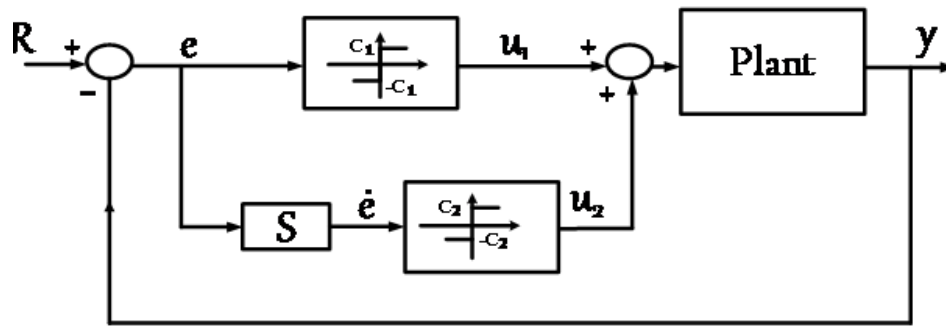 R + e C₁ -C₁ u₁ + Plant y
−
+
S ė C₂ -C₂ u₂